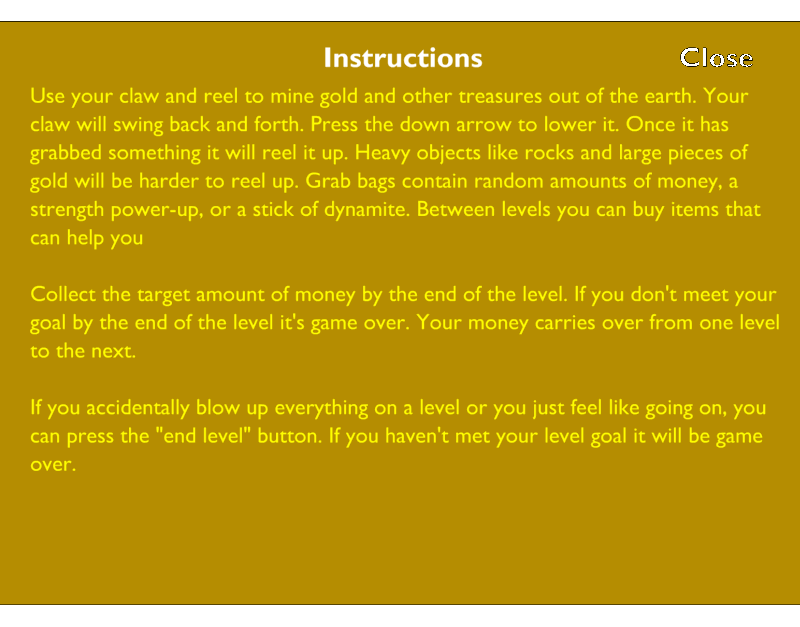 Instructions
Close
Use your claw and reel to mine gold and other treasures out of the earth. Your
claw will swing back and forth. Press the down arrow to lower it. Once it has
grabbed something it will reel it up. Heavy objects like rocks and large pieces of
gold will be harder to reel up. Grab bags contain random amounts of money, a
strength power-up, or a stick of dynamite. Between levels you can buy items that
can help you
Collect the target amount of money by the end of the level. If you don't meet your
goal by the end of the level it's game over. Your money carries over from one level
to the next.
If you accidentally blow up everything on a level or you just feel like going on, you
can press the "end level" button. If you haven't met your level goal it will be game
over.